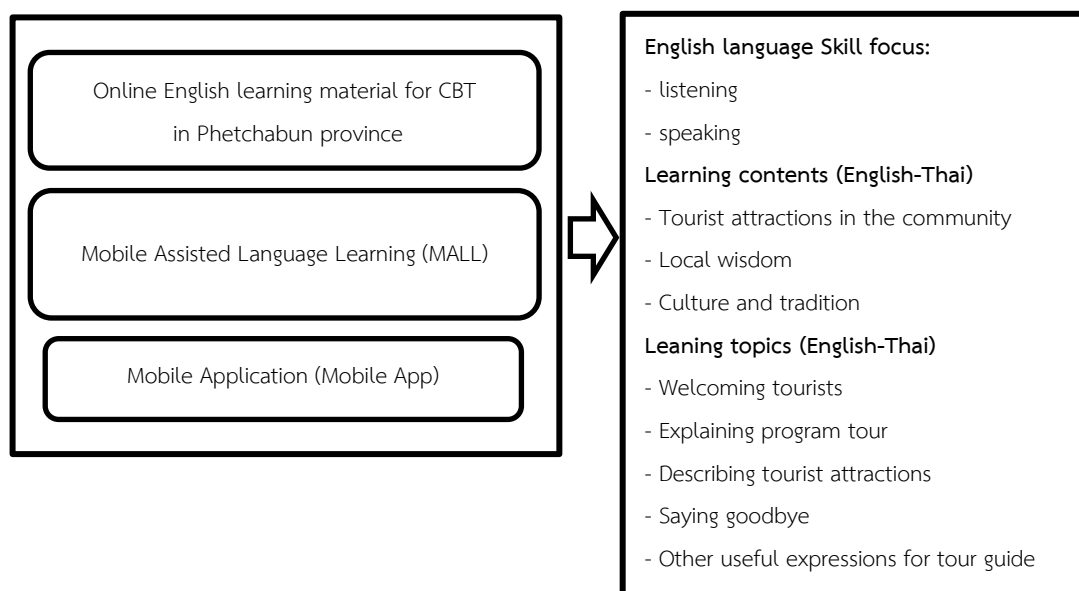 Online English learning material for CBT
in Phetchabun province
Mobile Assisted Language Learning (MALL)
Mobile Application (Mobile App)
English language Skill focus:
- listening
- speaking
Learning contents (English-Thai)
- Tourist attractions in the community
- Local wisdom
- Culture and tradition
Leaning topics (English-Thai)
- Welcoming tourists
- Explaining program tour
- Describing tourist attractions
- Saying goodbye
- Other useful expressions for tour guide